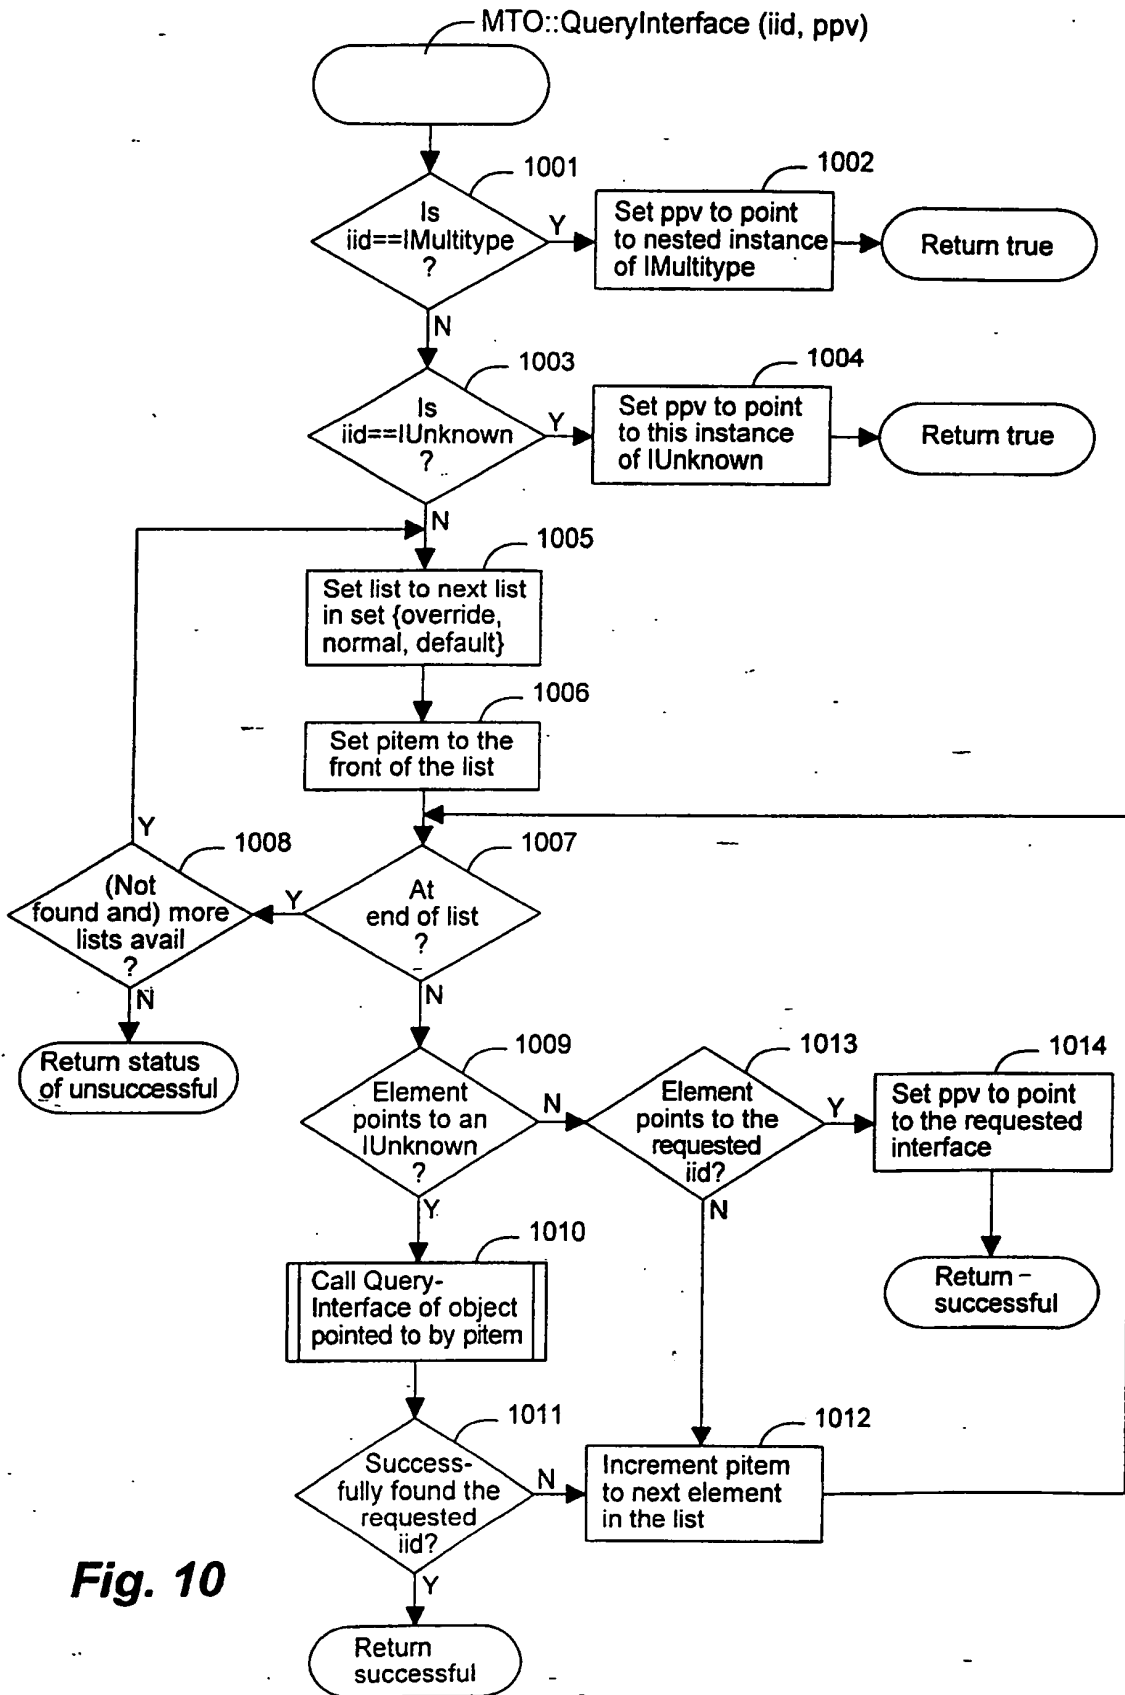 MTO::QueryInterface (iid, ppv)
1001
Is
iid==IMultitype
?
Y
N
1002
Set ppv to point
to nested instance
of IMultitype
Return true
1003
Is
iid==IUnknown
?
Y
N
1004
Set ppv to point
to this instance
of IUnknown
Return true
1005
Set list to next list
in set {override,
normal, default}
1006
Set pitem to the
front of the list
1007
At
end of list
?
Y
N
1008
(Not
found and) more
lists avail
?
Y
N
Return status
of unsuccessful
1009
Element
points to an
IUnknown
?
N
Y
1013
Element
points to the
requested
iid?
Y
N
1014
Set ppv to point
to the requested
interface
Return
successful
1010
Call Query-
Interface of object
pointed to by pitem
1011
Success-
fully found the
requested
iid?
N
Y
1012
Increment pitem
to next element
in the list
Return
successful
Fig. 10